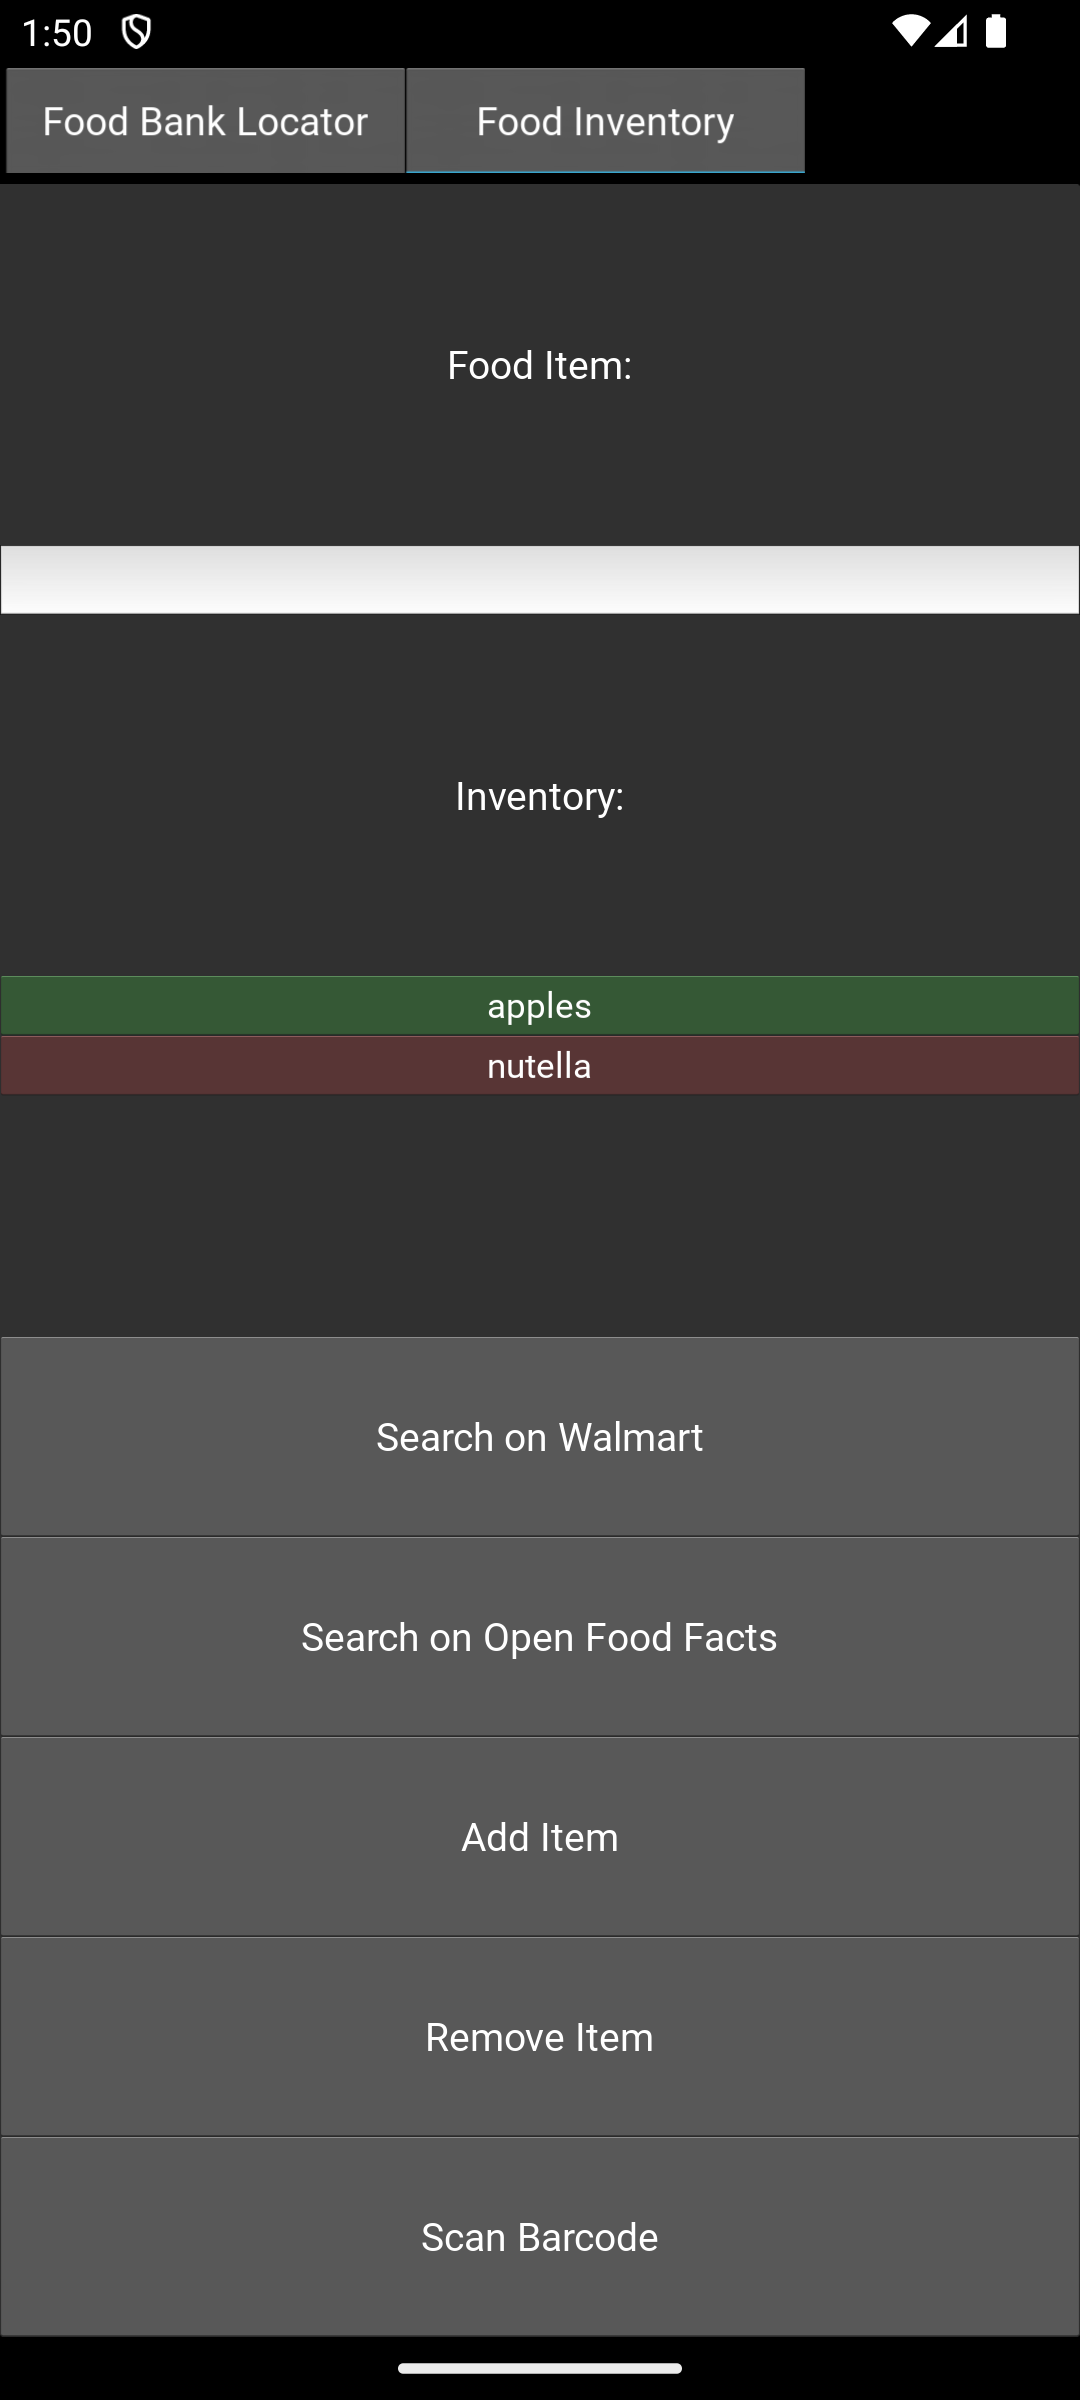 1:50
Food Bank Locator Food Inventory
Food Item:
Inventory:
apples
nutella
Search on Walmart
Search on Open Food Facts
Add Item
Remove Item
Scan Barcode